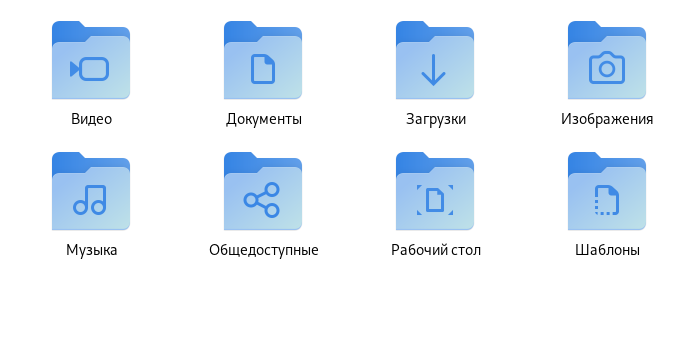 Видео
Документы
Загрузки
Изображения
Музыка
Общедоступные
Рабочий стол
Шаблоны